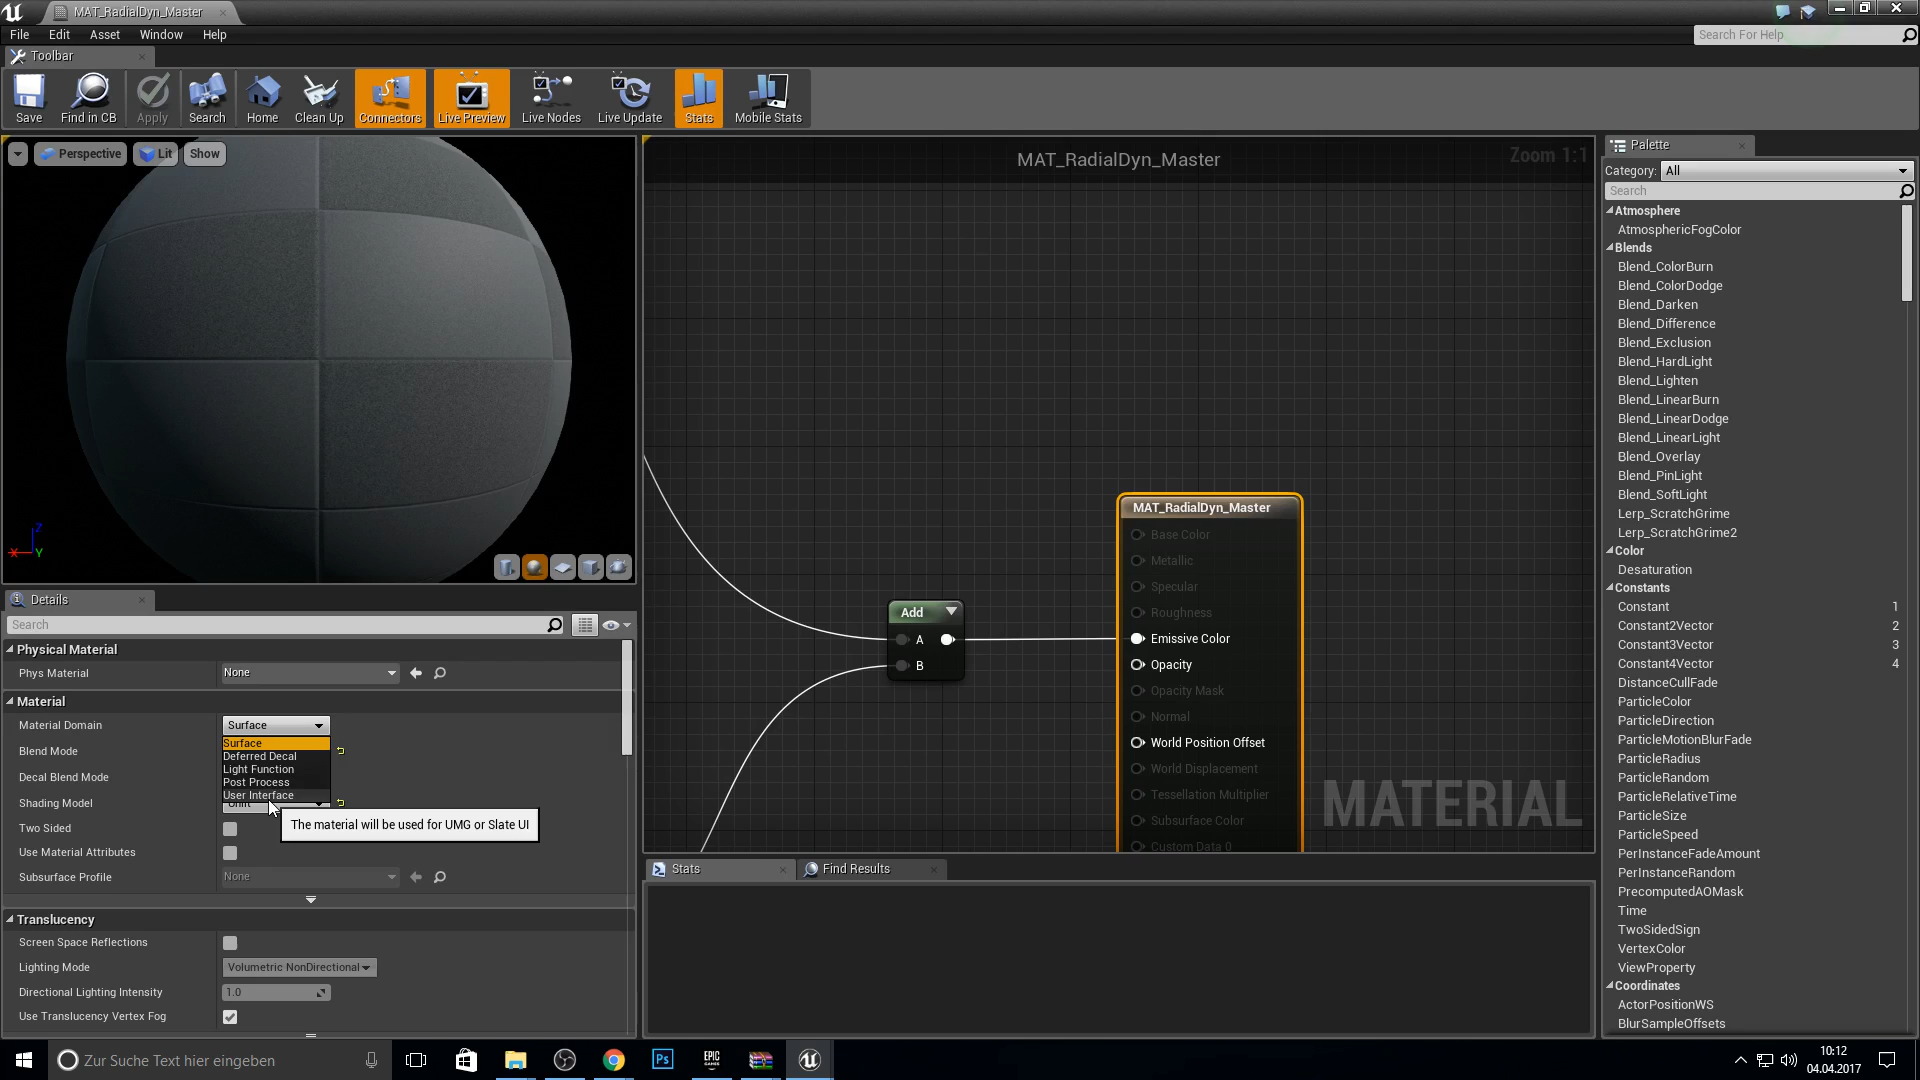 MAT_RadialDyn_Master
File Edit Asset Window Help
Search For Help
Toolbar
Save Find in CB Apply Search Home Clean Up Connectors Live Preview Live Nodes Live Update Stats Mobile Stats
Perspective Lit Show
MAT_RadialDyn_Master
Zoom 1:1
Z
X
Y
Details
Search
Physical Material
Phys Material None
Material
Material Domain Surface
Surface
Blend Mode
Deferred Decal
Light Function
Decal Blend Mode
Post Process
User Interface
Shading Model Unlit
The material will be used for UMG or Slate UI
Two Sided
Use Material Attributes
Subsurface Profile None
Translucency
Screen Space Reflections
Lighting Mode Volumetric NonDirectional
Directional Lighting Intensity 1.0
Use Translucency Vertex Fog
Add
A
B
MAT_RadialDyn_Master
Base Color
Metallic
Specular
Roughness
Emissive Color
Opacity
Opacity Mask
Normal
World Position Offset
World Displacement
Tessellation Multiplier
Subsurface Color
Custom Data 0
MATERIAL
Stats
Find Results
Palette
Category: All
Search
Atmosphere
AtmosphericFogColor
Blends
Blend_ColorBurn
Blend_ColorDodge
Blend_Darken
Blend_Difference
Blend_Exclusion
Blend_HardLight
Blend_Lighten
Blend_LinearBurn
Blend_LinearDodge
Blend_LinearLight
Blend_Overlay
Blend_PinLight
Blend_SoftLight
Lerp_ScratchGrime
Lerp_ScratchGrime2
Color
Desaturation
Constants
Constant 1
Constant2Vector 2
Constant3Vector 3
Constant4Vector 4
DistanceCullFade
ParticleColor
ParticleDirection
ParticleMotionBlurFade
ParticleRadius
ParticleRandom
ParticleRelativeTime
ParticleSize
ParticleSpeed
PerInstanceFadeAmount
PerInstanceRandom
PrecomputedAOMask
Time
TwoSidedSign
VertexColor
ViewProperty
Coordinates
ActorPositionWS
BlurSampleOffsets
Zur Suche Text hier eingeben
Ps
EPIC GAMES
10:12
04.04.2017